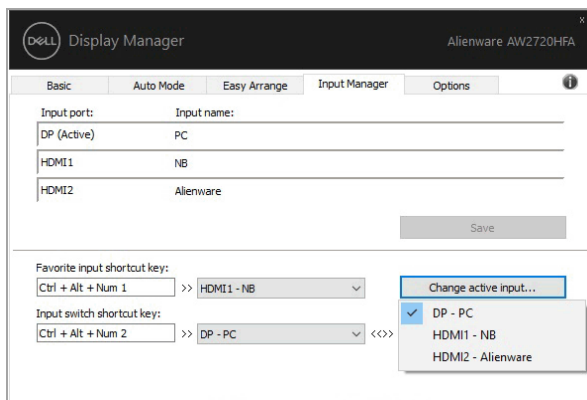 x
DELL Display Manager Alienware AW2720HFA
Basic Auto Mode Easy Arrange Input Manager Options i
Input port: Input name:
DP (Active) PC
HDMI1 NB
HDMI2 Alienware
Save
Favorite input shortcut key:
Ctrl + Alt + Num 1 >> HDMI1 - NB Change active input...
Input switch shortcut key:
Ctrl + Alt + Num 2 >> DP - PC <<>> DP - PC
HDMI1 - NB
HDMI2 - Alienware